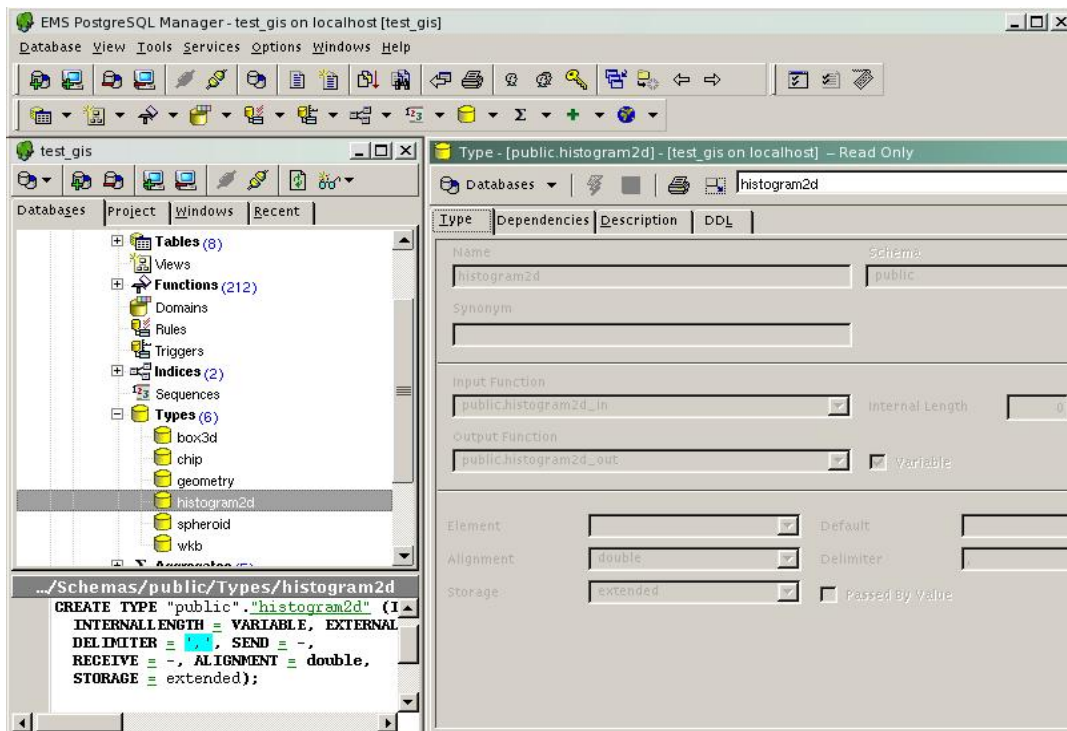 EMS PostgreSQL Manager - test_gis on localhost [test_gis]
Database View Tools Services Options Windows Help
test_gis
Databases Project Windows Recent
Tables (8)
Views
Functions (212)
Domains
Rules
Triggers
Indices (2)
Sequences
Types (6)
box3d
chip
geometry
histogram2d
spheroid
wkb
.../Schemas/public/Types/histogram2d
CREATE TYPE "public"."histogram2d" (I
INTERNALLENGTH = VARIABLE, EXTERNAL
DELIMITER = ',', SEND = -,
RECEIVE = -, ALIGNMENT = double,
STORAGE = extended);
Type - [public.histogram2d] - [test_gis on localhost] - Read Only
Databases histogram2d
Type Dependencies Description DDL
Name Schema
histogram2d public
Synonym
Input Function
public.histogram2d_in Internal Length 0
Output Function
public.histogram2d_out Variable
Element Default
Alignment double Delimiter ,
Storage extended Passed By Value